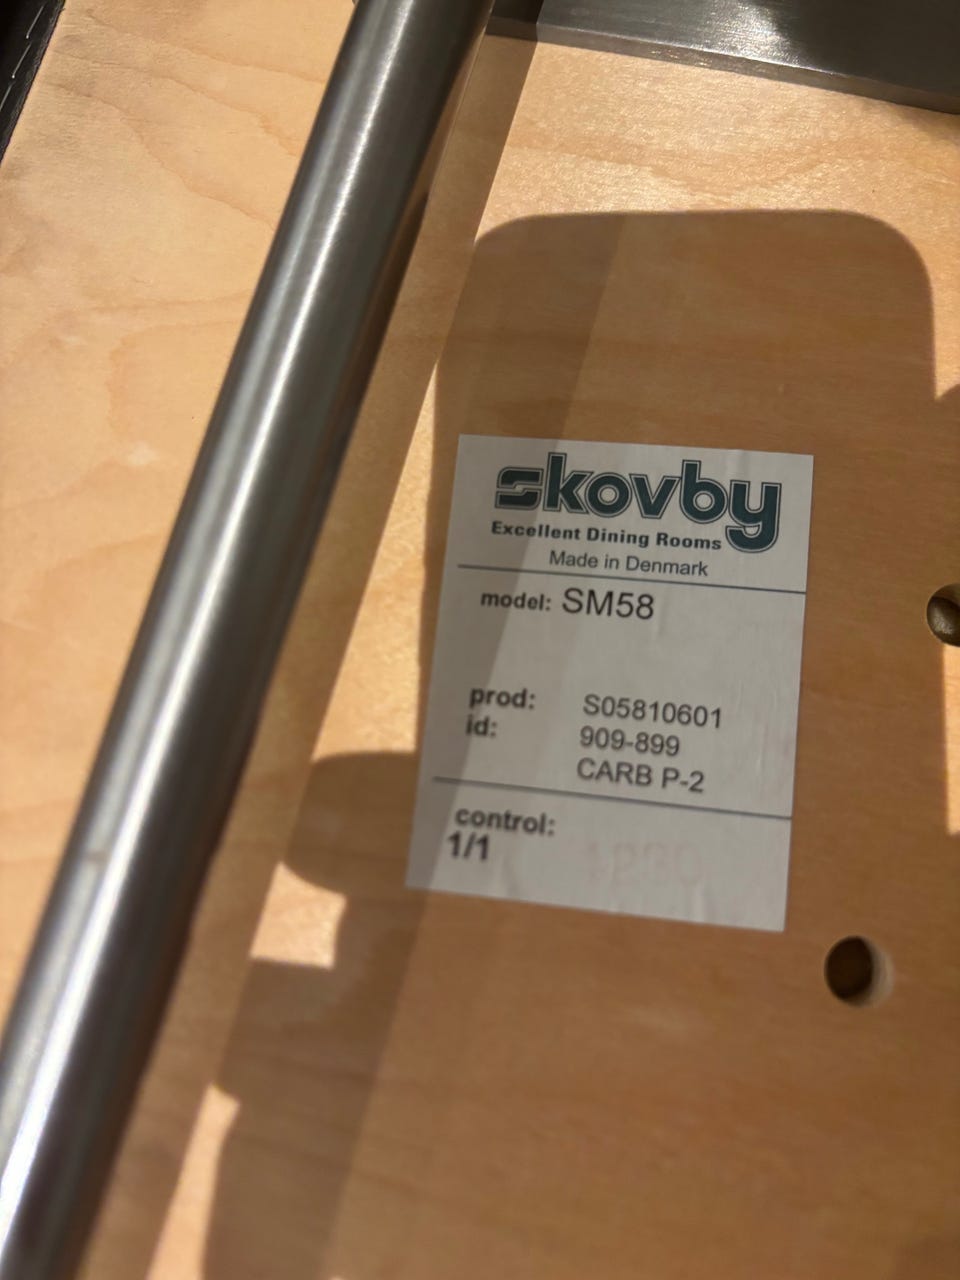 skovby
Excellent Dining Rooms
Made in Denmark
model: SM58
prod: S05810601
id: 909-899
CARB P-2
control:
1/1